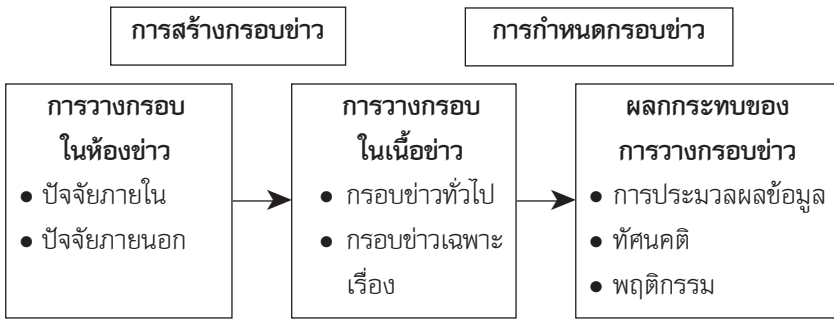 การสร้างกรอบข่าว
การกำหนดกรอบข่าว
การวางกรอบ
ในห้องข่าว
● ปัจจัยภายใน
● ปัจจัยภายนอก
การวางกรอบ
ในเนื้อข่าว
● กรอบข่าวทั่วไป
● กรอบข่าวเฉพาะ
เรื่อง
ผลกกระทบของ
การวางกรอบข่าว
● การประมวลผลข้อมูล
● ทัศนคติ
● พฤติกรรม